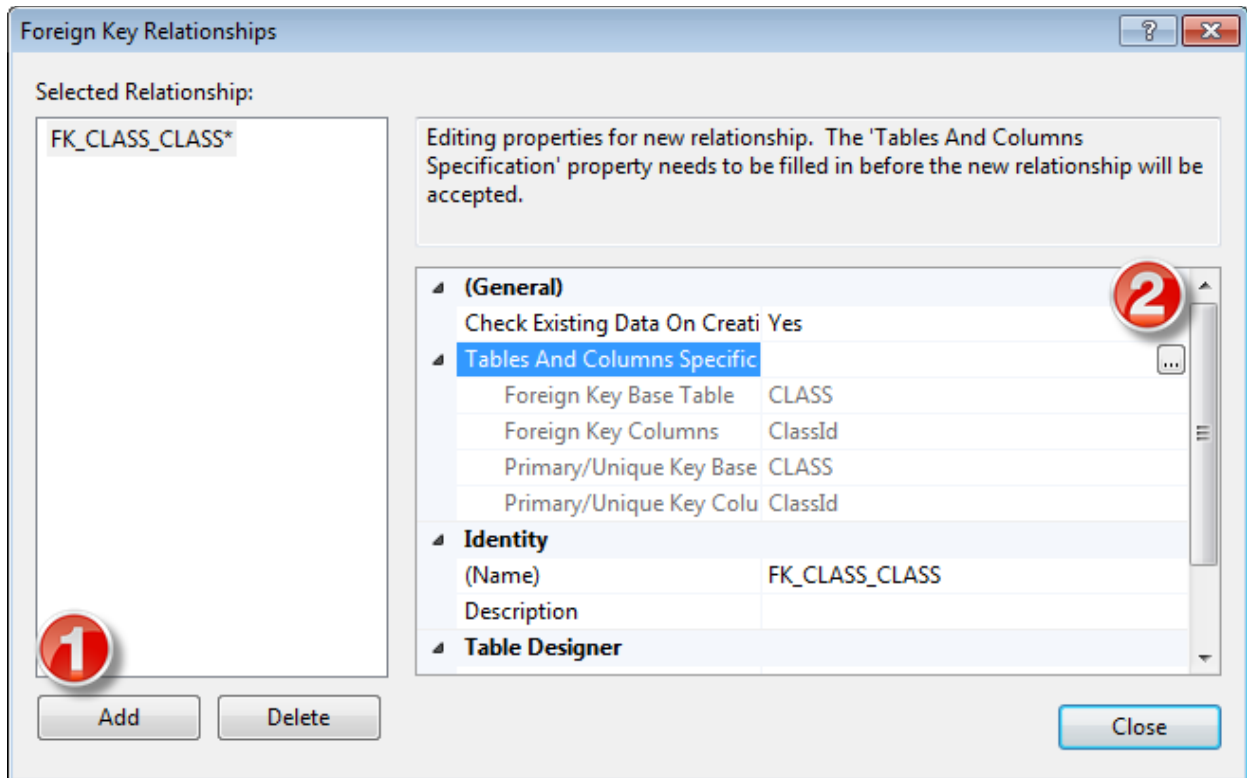 Foreign Key Relationships
Selected Relationship:
FK_CLASS_CLASS*
Editing properties for new relationship. The 'Tables And Columns
Specification' property needs to be filled in before the new relationship will be
accepted.
(General)
Check Existing Data On Creati Yes
Tables And Columns Specific ...
Foreign Key Base Table CLASS
Foreign Key Columns ClassId
Primary/Unique Key Base CLASS
Primary/Unique Key Colu ClassId
Identity
(Name) FK_CLASS_CLASS
Description
Table Designer
1
2
Add Delete
Close